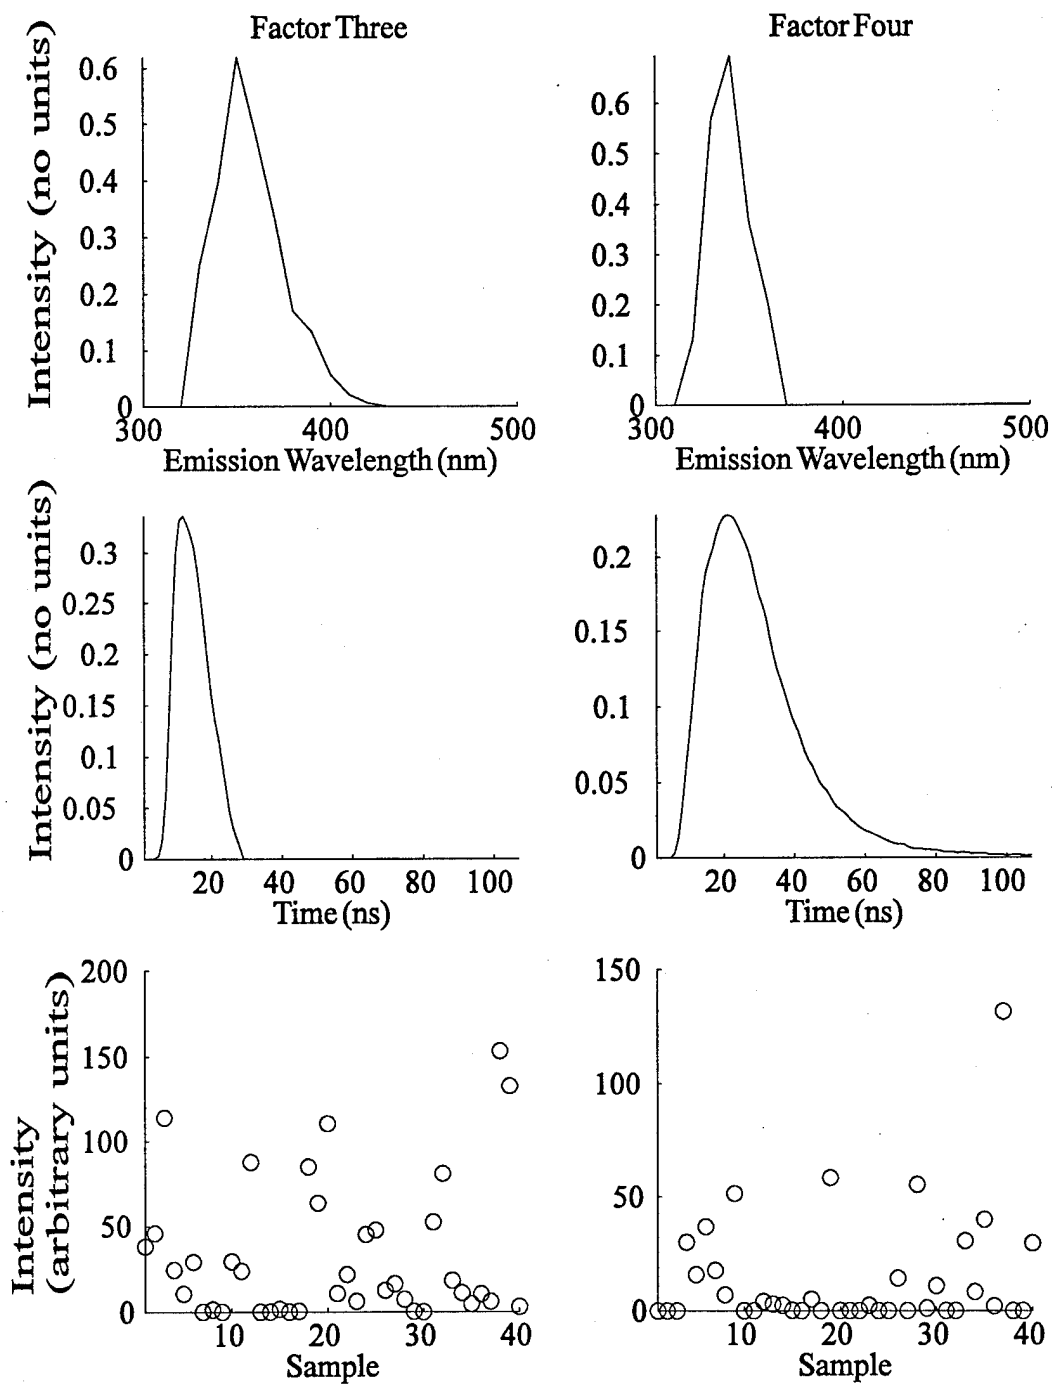 Factor Three
Factor Four
Intensity (no units)
0.6
0.5
0.4
0.3
0.2
0.1
0
300
400
500
Emission Wavelength (nm)
0.6
0.5
0.4
0.3
0.2
0.1
0
300
400
500
Emission Wavelength (nm)
Intensity (no units)
0.3
0.25
0.2
0.15
0.1
0.05
0
20 40 60 80 100
Time (ns)
0.2
0.15
0.1
0.05
0
20 40 60 80 100
Time (ns)
Intensity
(arbitrary units)
200
150
100
50
0
10 20 30 40
Sample
150
100
50
0
10 20 30 40
Sample